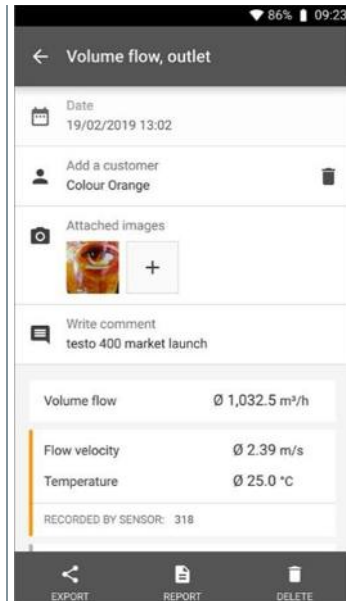 86% 09:23
Volume flow, outlet
Date
19/02/2019 13:02
Add a customer
Colour Orange
Attached images
Write comment
testo 400 market launch
Volume flow Ø 1,032.5 m³/h
Flow velocity Ø 2.39 m/s
Temperature Ø 25.0 °C
RECORDED BY SENSOR: 318
EXPORT REPORT DELETE